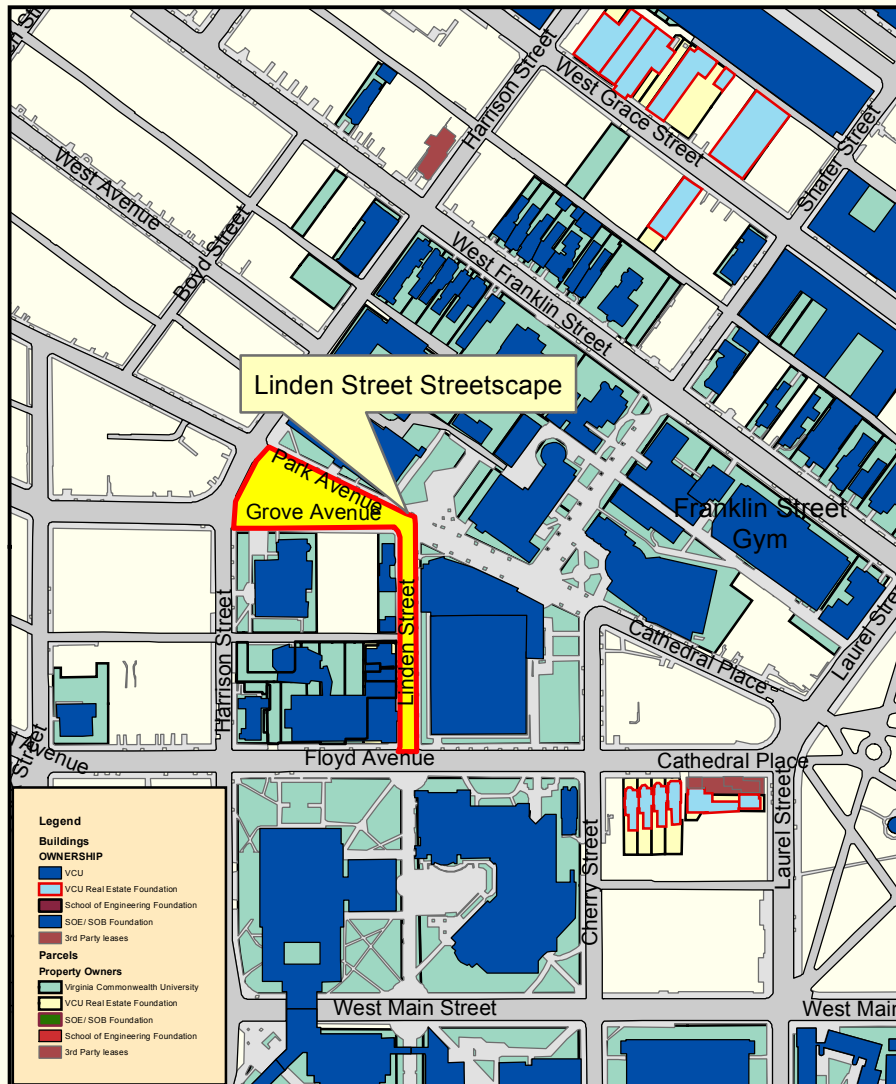 Harrison Street
West Grace Street
Shafer Street
West Avenue
Boyd Street
West Franklin Street
Linden Street Streetscape
Park Avenue
Grove Avenue
Franklin Street
Gym
Harrison Street
Linden Street
Cathedral Place
Laurel Stre
Floyd Avenue
Cathedral Place
Avenue
Street
Cherry Street
Laurel Street
West Main Street
West Main
Legend
Buildings
OWNERSHIP
VCU
VCU Real Estate Foundation
School of Engineering Foundation
SOE/ SOB Foundation
3rd Party leases
Parcels
Property Owners
Virginia Commonwealth University
VCU Real Estate Foundation
SOE/ SOB Foundation
School of Engineering Foundation
3rd Party leases